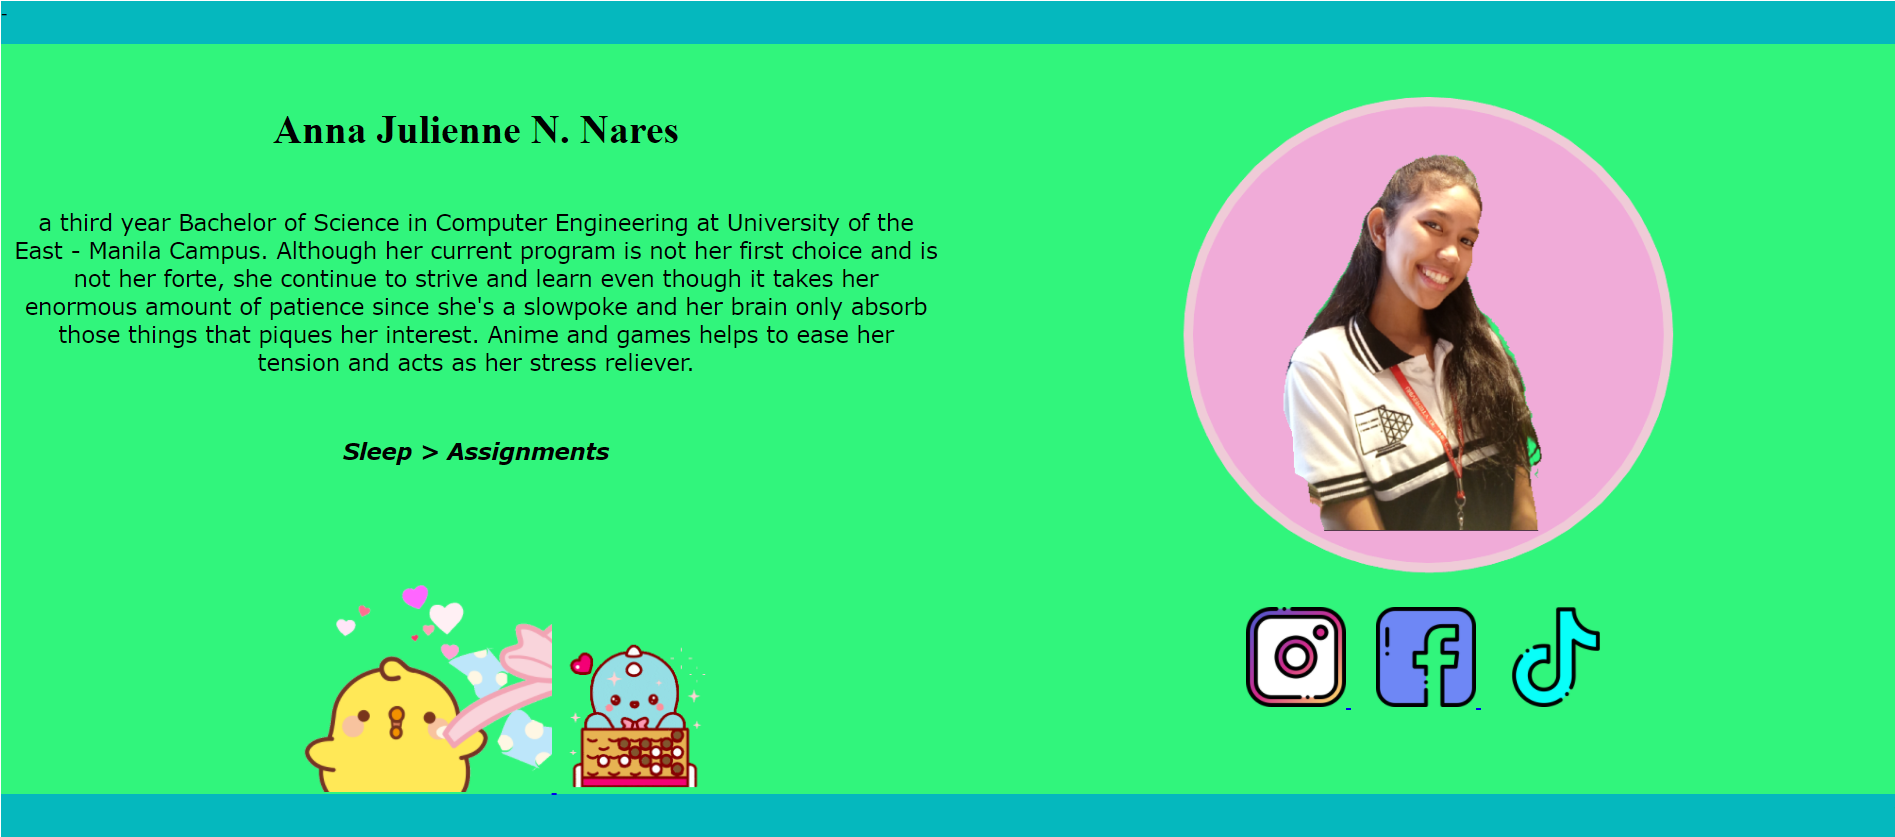 Anna Julienne N. Nares
a third year Bachelor of Science in Computer Engineering at University of the
East - Manila Campus. Although her current program is not her first choice and is
not her forte, she continue to strive and learn even though it takes her
enormous amount of patience since she's a slowpoke and her brain only absorb
those things that piques her interest. Anime and games helps to ease her
tension and acts as her stress reliever.
Sleep > Assignments